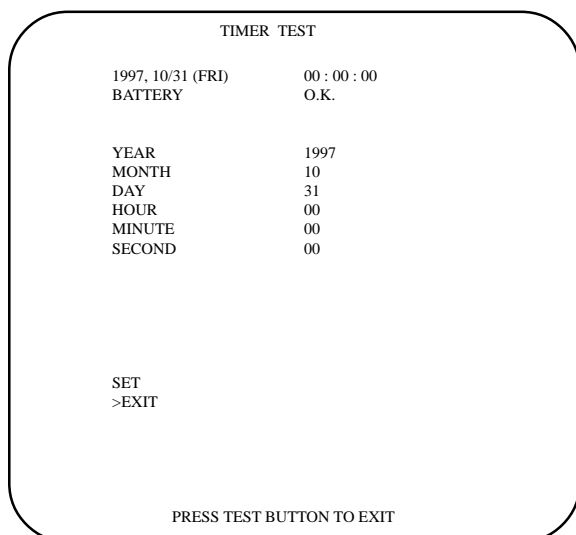 TIMER TEST
1997, 10/31 (FRI) 00 : 00 : 00
BATTERY O.K.
YEAR 1997
MONTH 10
DAY 31
HOUR 00
MINUTE 00
SECOND 00
SET
>EXIT
PRESS TEST BUTTON TO EXIT